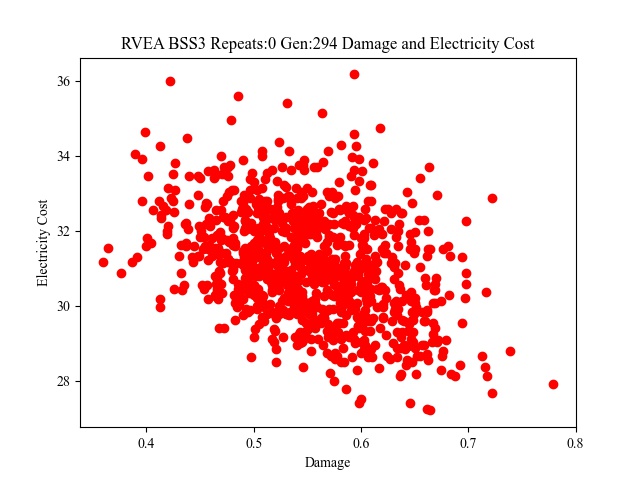 RVEA BSS3 Repeats:0 Gen:294 Damage and Electricity Cost
36
34
32
30
28
Electricity Cost
0.4 0.5 0.6 0.7 0.8
Damage